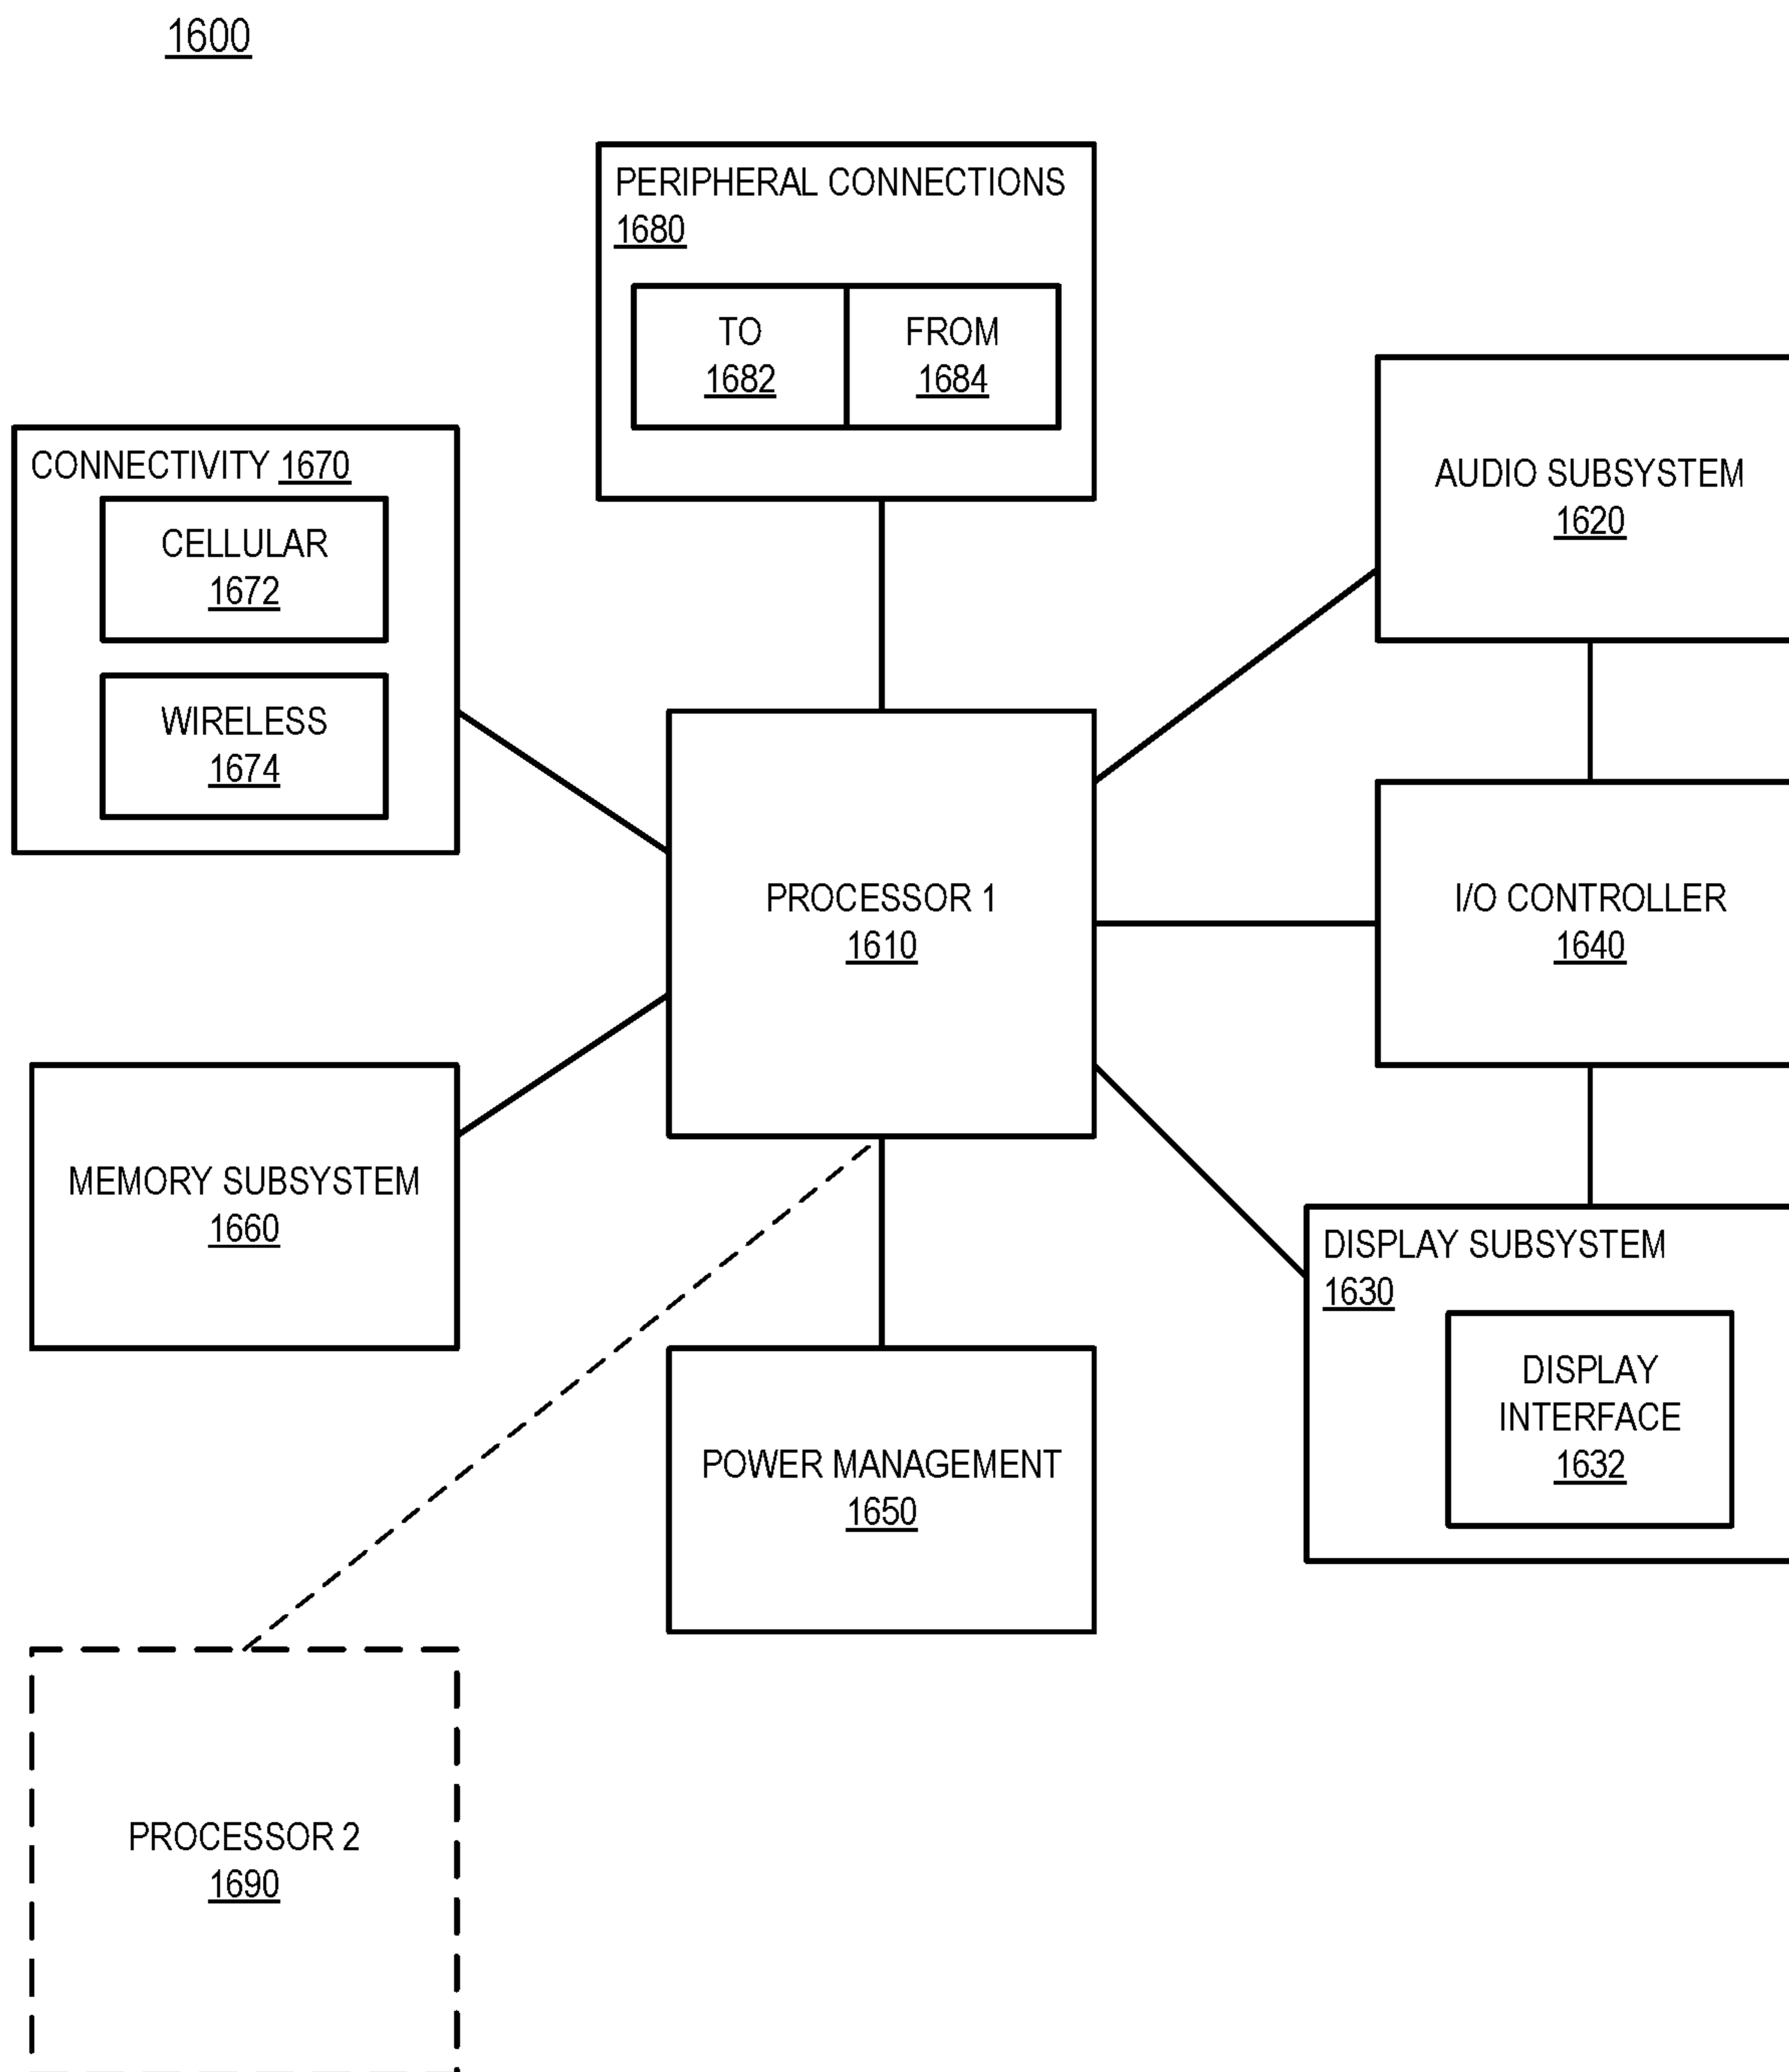 1600
PERIPHERAL CONNECTIONS
1680
TO
1682
FROM
1684
CONNECTIVITY 1670
CELLULAR
1672
WIRELESS
1674
AUDIO SUBSYSTEM
1620
PROCESSOR 1
1610
I/O CONTROLLER
1640
MEMORY SUBSYSTEM
1660
DISPLAY SUBSYSTEM
1630
DISPLAY
INTERFACE
1632
POWER MANAGEMENT
1650
PROCESSOR 2
1690